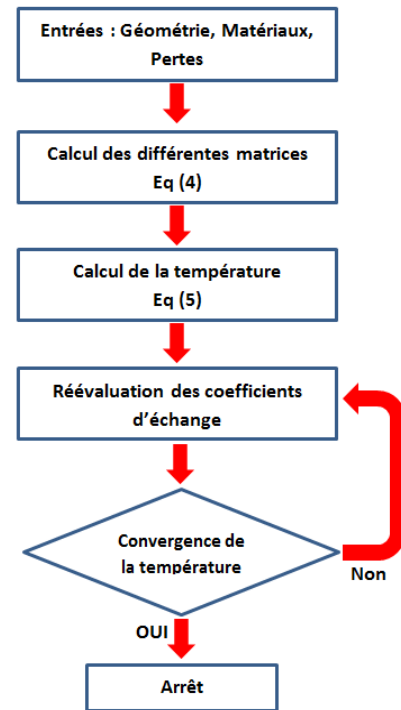 Entrées : Géométrie, Matériaux,
Pertes
Calcul des différentes matrices
Eq (4)
Calcul de la température
Eq (5)
Réévaluation des coefficients
d'échange
Convergence de
la température
Non
OUI
Arrêt